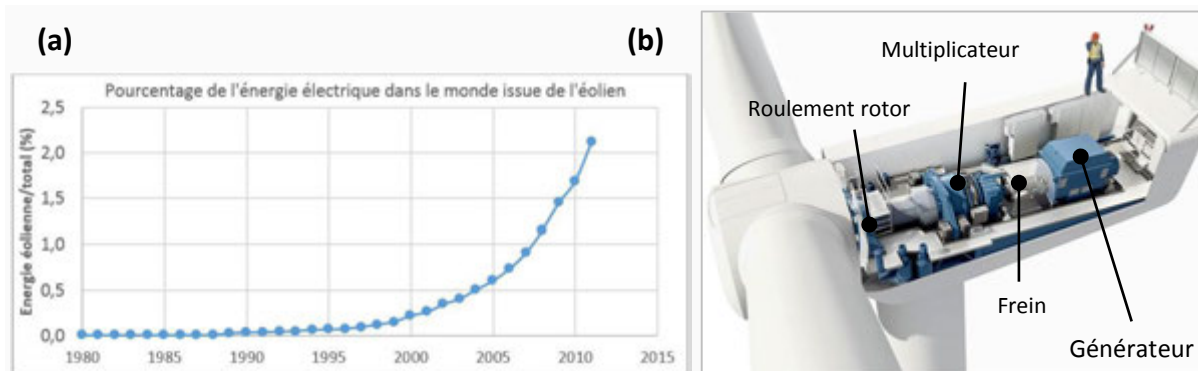 (a)
Pourcentage de l'énergie électrique dans le monde issue de l'éolien
Energie éolienne/total (%)
2,5
2,0
1,5
1,0
0,5
0,0
1980 1985 1990 1995 2000 2005 2010 2015
(b)
Multiplicateur
Roulement rotor
Frein
Générateur